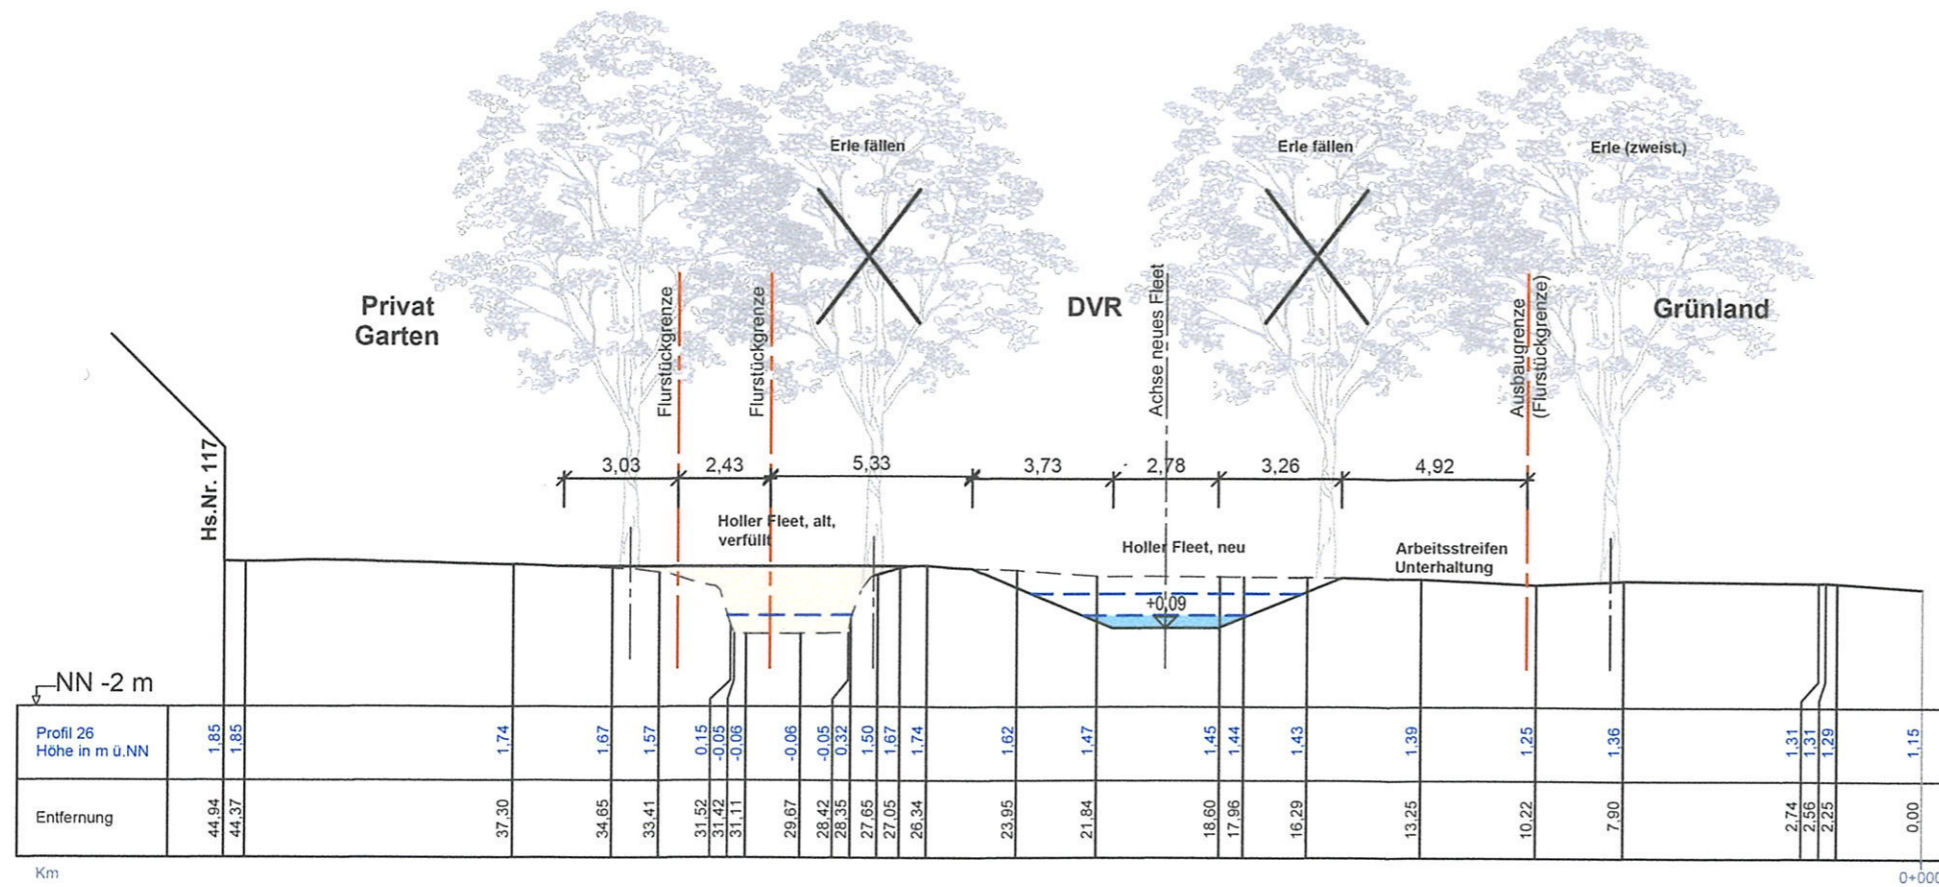 Erle fällen
Erle fällen
Erle (zweist.)
Privat
Garten
Flurstückgrenze
Flurstückgrenze
DVR
Achse neues Fleet
Ausbaugrenze
(Flurstückgrenze)
Grünland
Hs.Nr. 117
3,03
2,43
5,33
3,73
2,78
3,26
4,92
Holler Fleet, alt,
verfüllt
Holler Fleet, neu
Arbeitsstreifen
Unterhaltung
+0,09
NN -2 m
Profil 26
Höhe in m ü.NN
1,85
1,85
1,74
1,67
1,57
0,15
-0,05
-0,06
-0,06
-0,05
0,32
1,50
1,67
1,74
1,62
1,47
1,45
1,44
1,43
1,39
1,25
1,36
1,31
1,31
1,29
1,15
Entfernung
44,94
44,37
37,30
34,65
33,41
31,52
31,42
31,11
29,67
28,42
28,35
27,65
27,05
26,34
23,95
21,84
18,60
17,96
16,29
13,25
10,22
7,90
2,74
2,56
2,25
0,00
Km
0+000